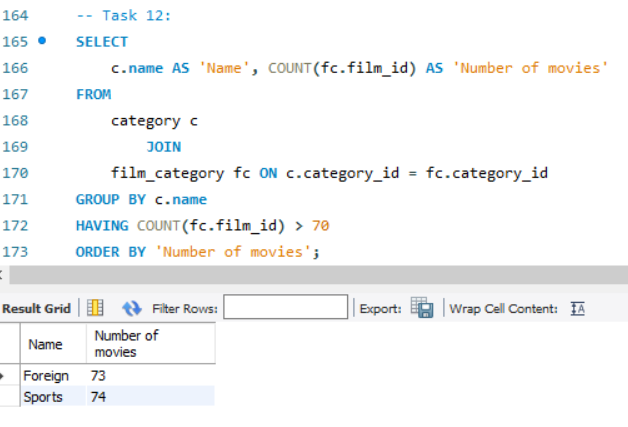 164 -- Task 12:
165 SELECT
166 c.name AS 'Name', COUNT(fc.film_id) AS 'Number of movies'
167 FROM
168 category c
169 JOIN
170 film_category fc ON c.category_id = fc.category_id
171 GROUP BY c.name
172 HAVING COUNT(fc.film_id) > 70
173 ORDER BY 'Number of movies';
Result Grid Filter Rows: Export: Wrap Cell Content: IA
Name Number of
movies
Foreign 73
Sports 74